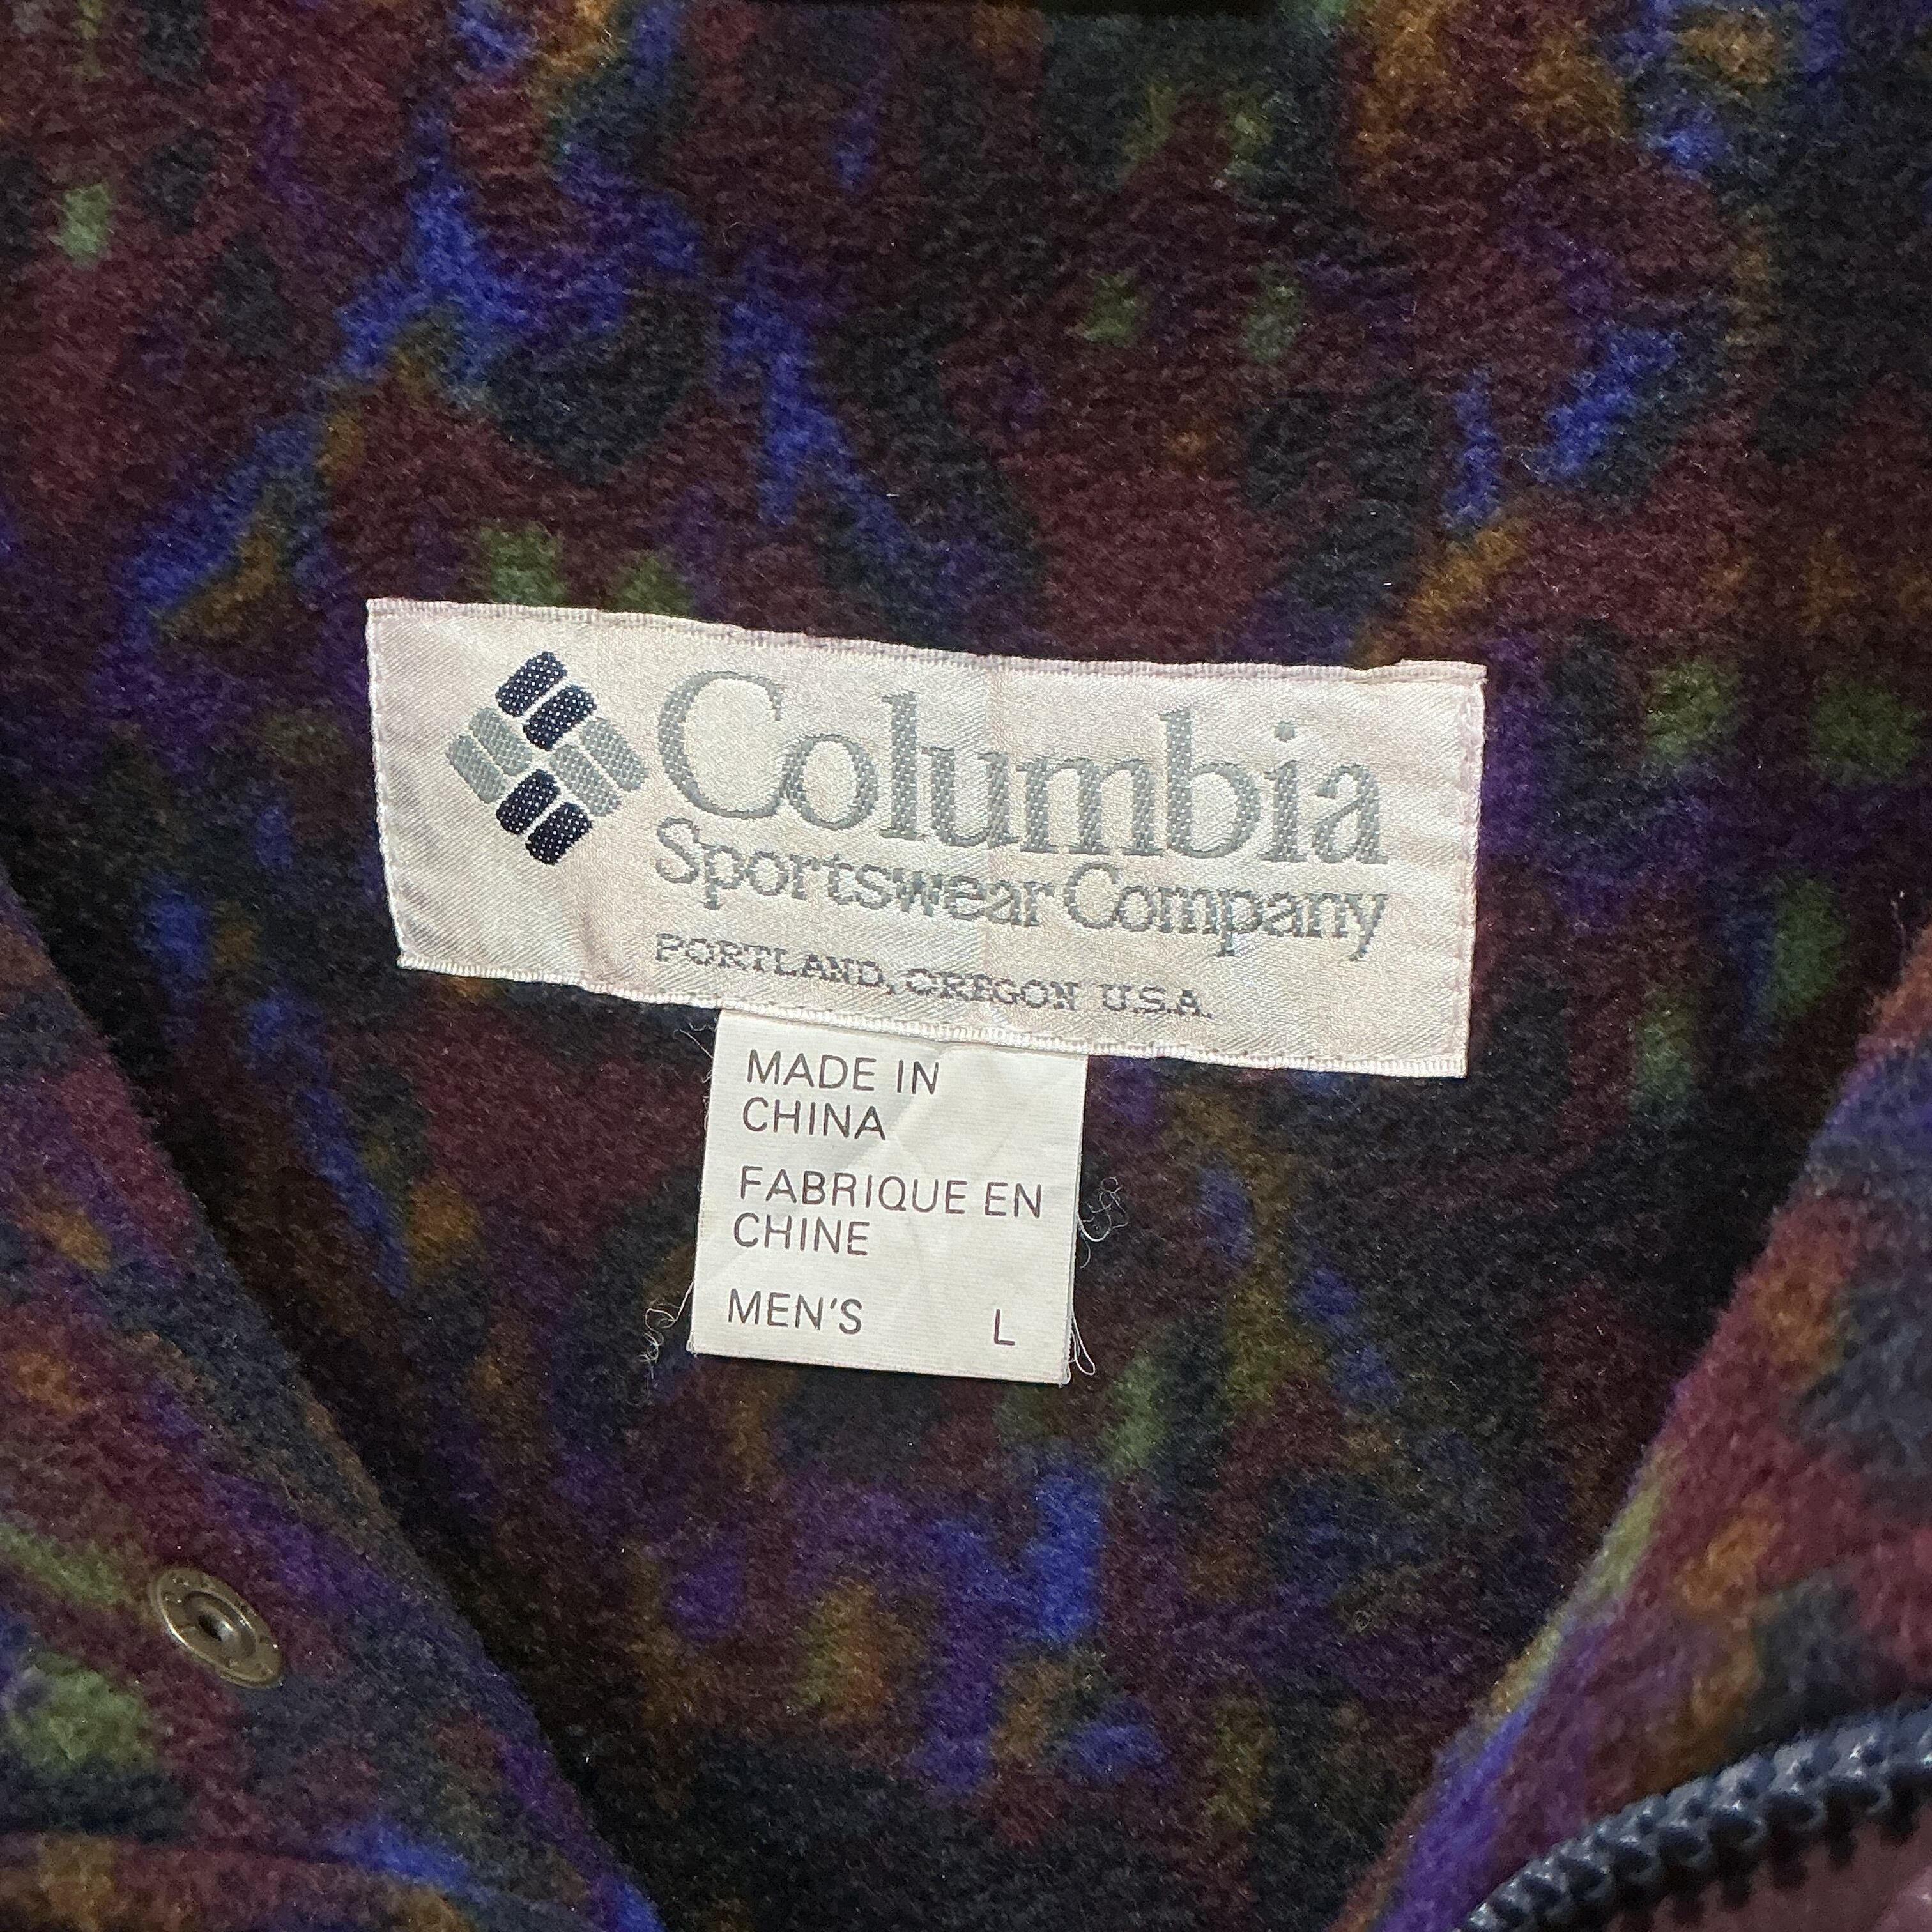 Columbia
Sportswear Company
PORTLAND, OREGON U.S.A.
MADE IN
CHINA
FABRIQUE EN
CHINE
MEN'S L